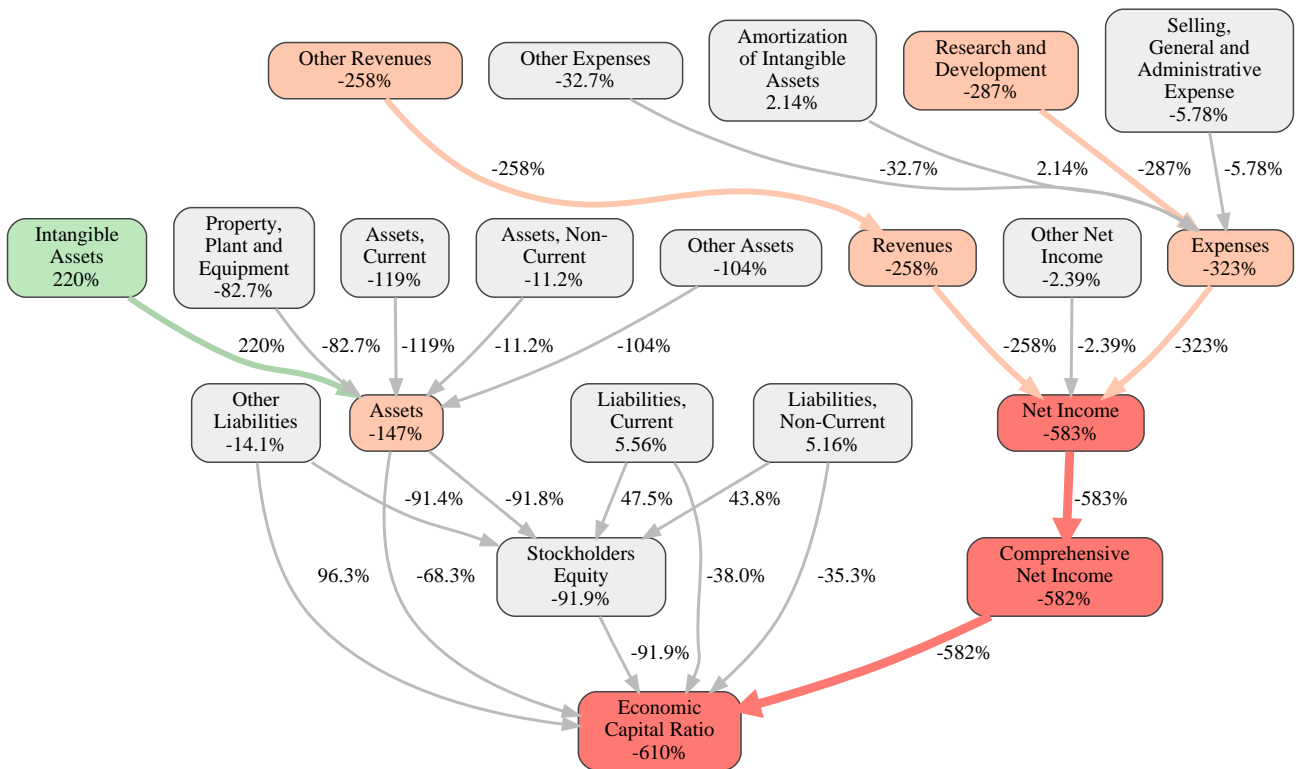 Other Revenues
-258%
Other Expenses
-32.7%
Amortization
of Intangible
Assets
2.14%
Research and
Development
-287%
Selling,
General and
Administrative
Expense
-5.78%
-258%
-32.7%
2.14%
-287%
-5.78%
Intangible
Assets
220%
Property,
Plant and
Equipment
-82.7%
Assets,
Current
-119%
Assets, Non-
Current
-11.2%
Other Assets
-104%
Revenues
-258%
Other Net
Income
-2.39%
Expenses
-323%
220%
-82.7%
-119%
-11.2%
-104%
-258%
-2.39%
-323%
Other
Liabilities
-14.1%
Assets
-147%
Liabilities,
Current
5.56%
Liabilities,
Non-Current
5.16%
Net Income
-583%
-91.4%
-91.8%
47.5%
43.8%
-583%
Stockholders
Equity
-91.9%
Comprehensive
Net Income
-582%
96.3%
-68.3%
-38.0%
-35.3%
-91.9%
-582%
Economic
Capital Ratio
-610%